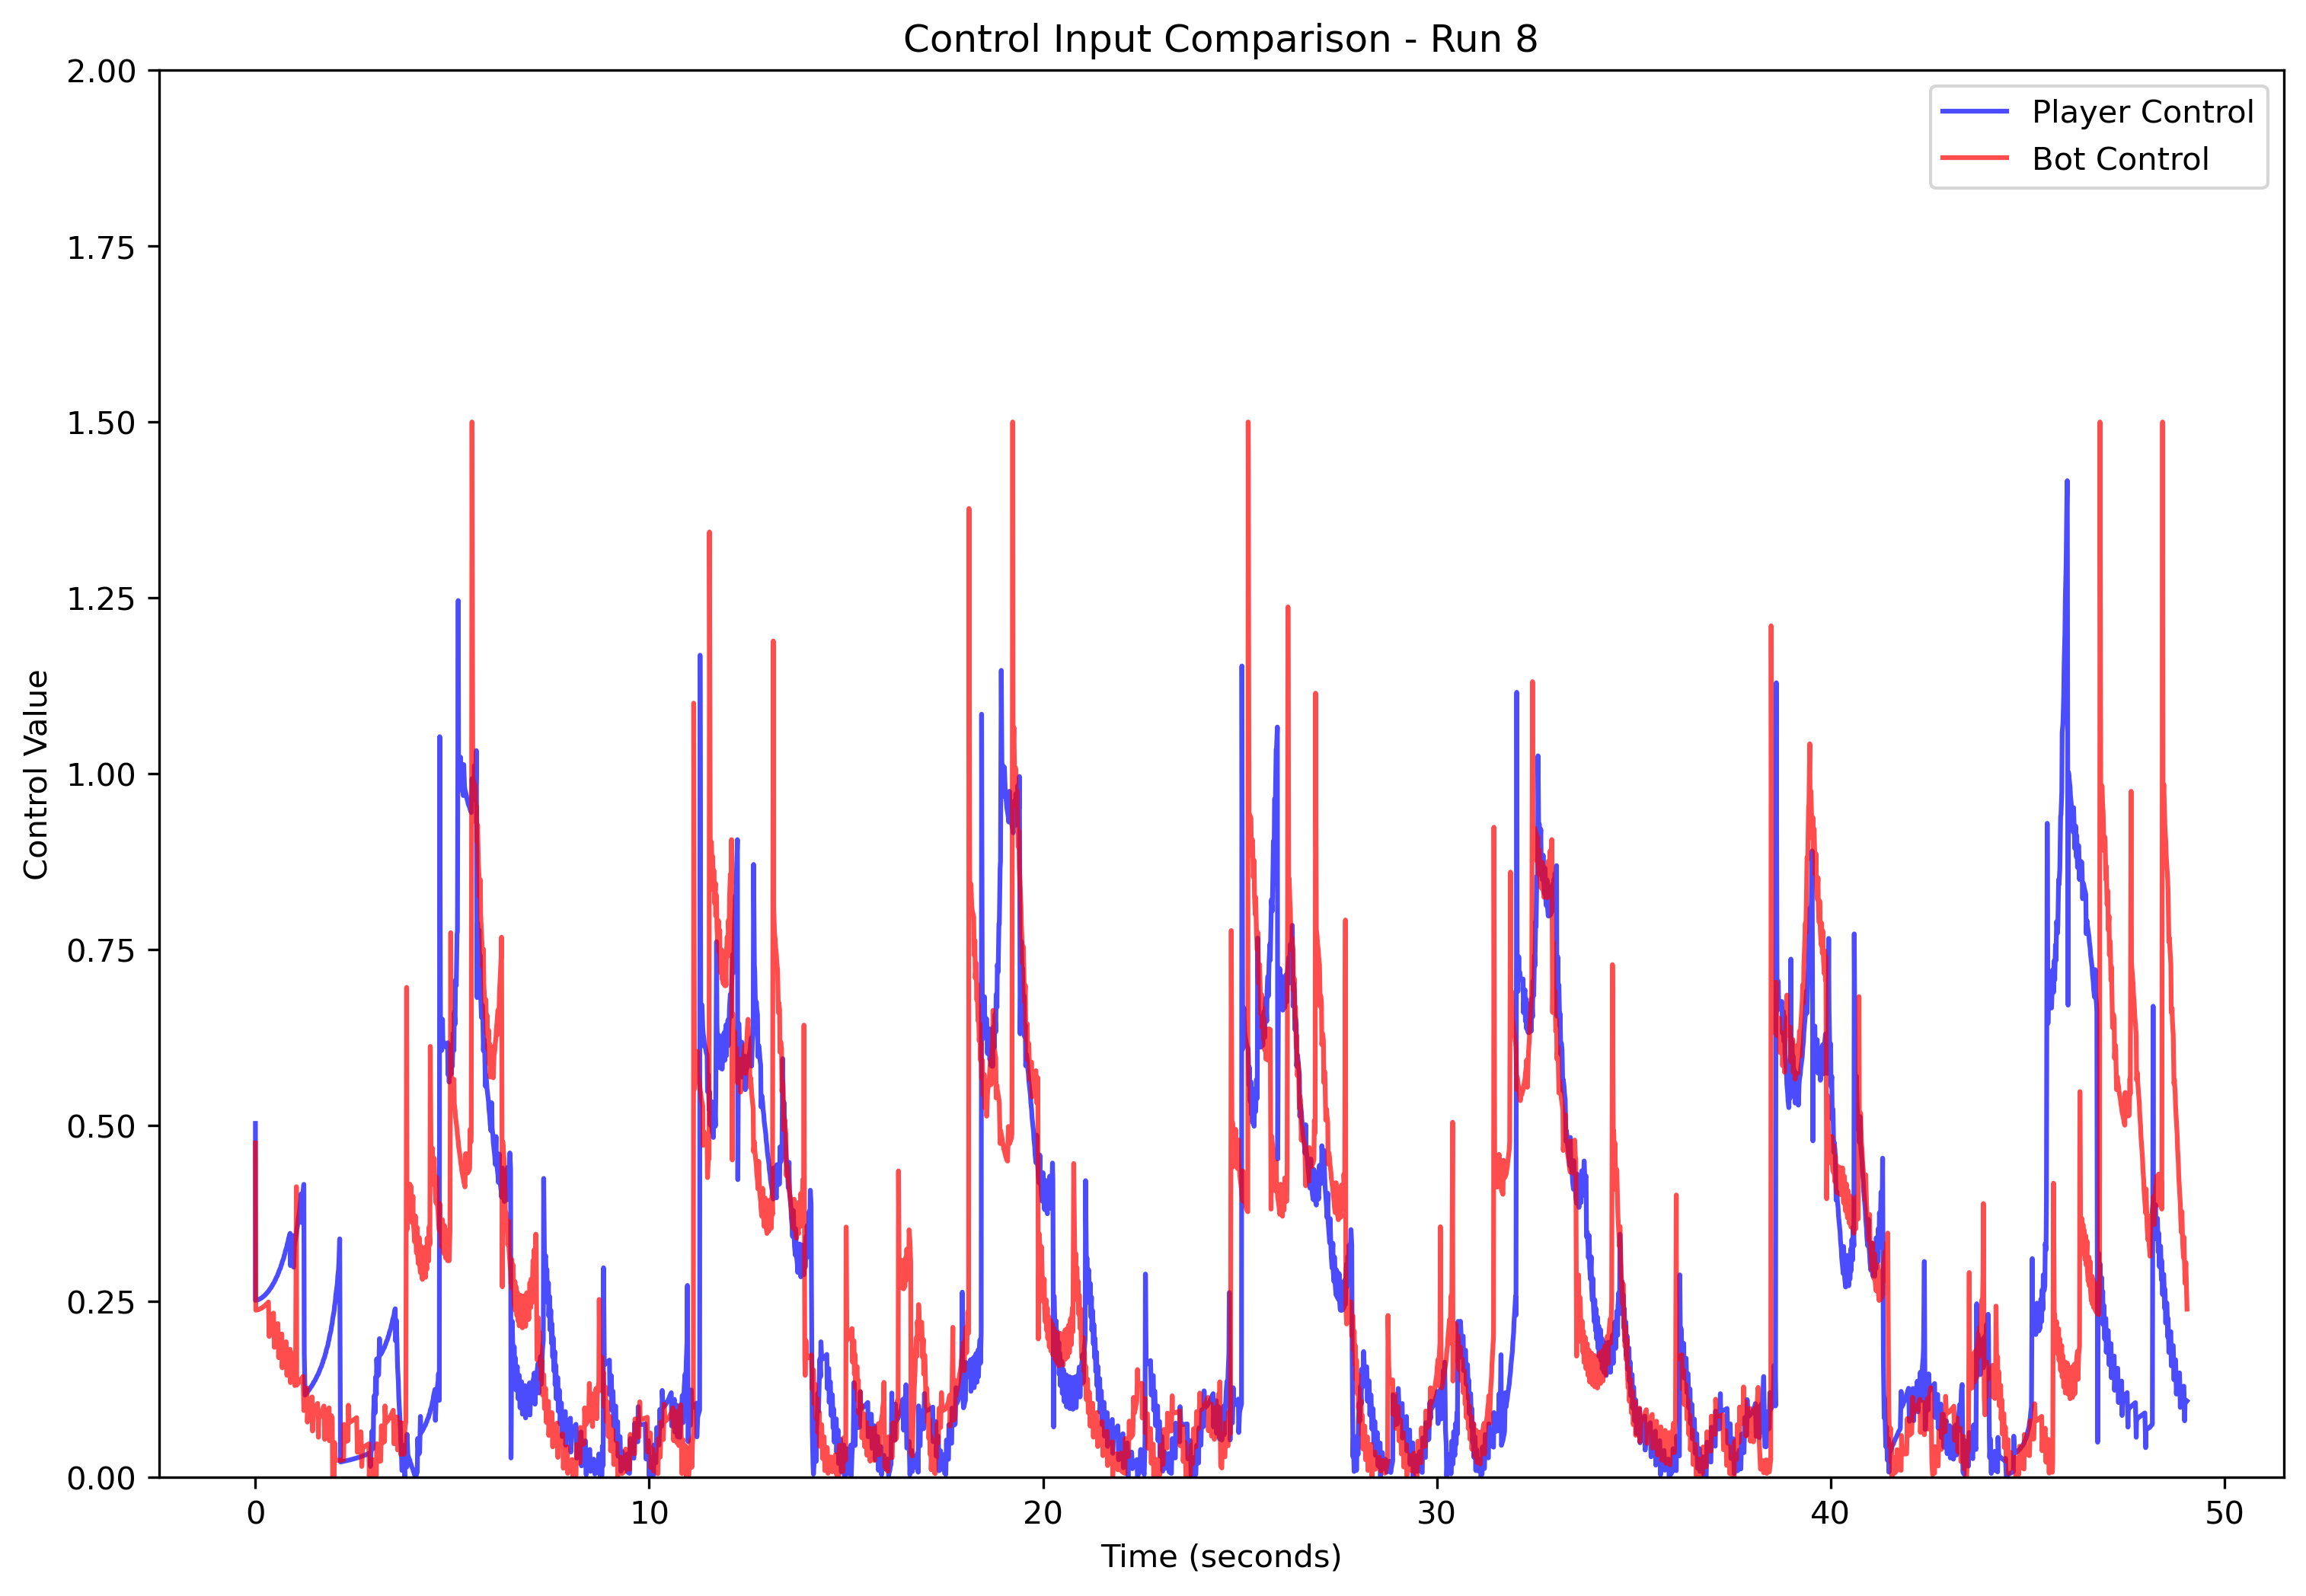 Control Input Comparison - Run 8
Player Control
Bot Control
Control Value
2.00
1.75
1.50
1.25
1.00
0.75
0.50
0.25
0.00
0 10 20 30 40 50
Time (seconds)